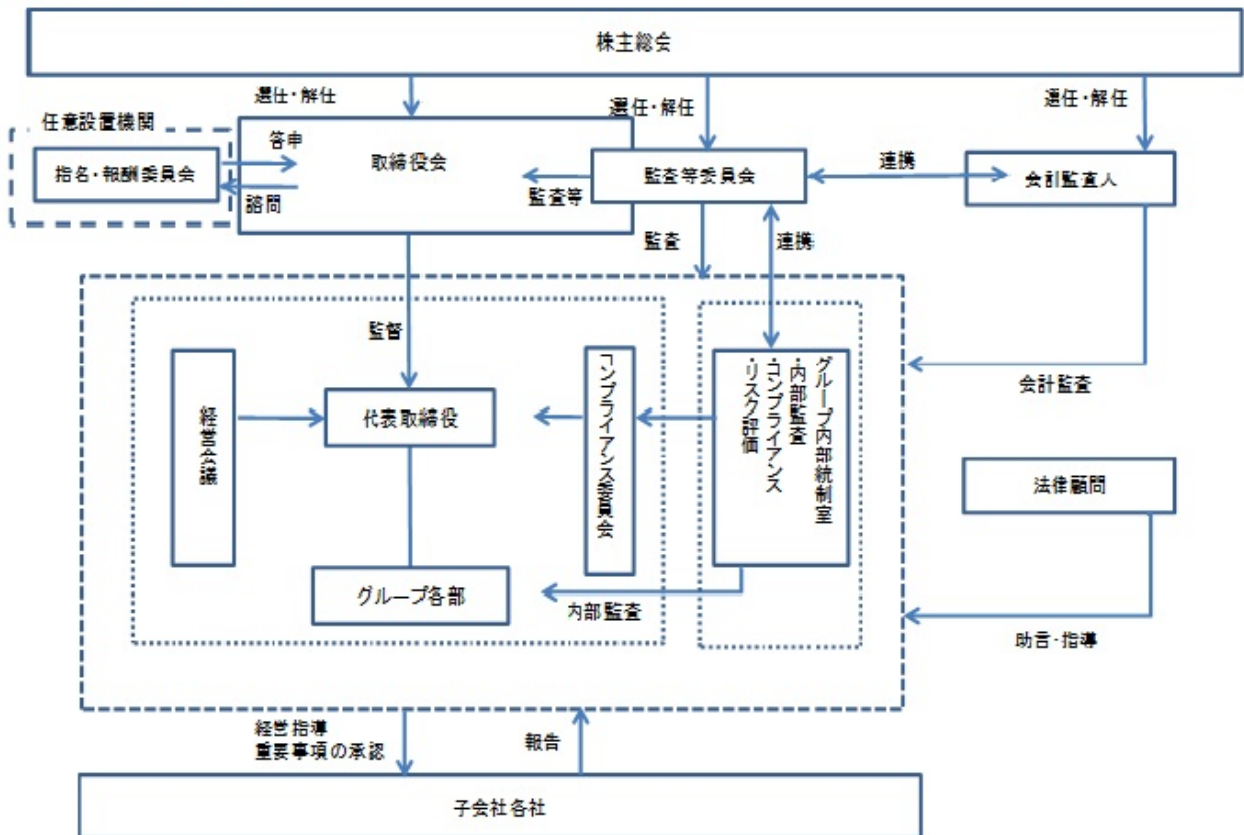 株主総会
選任・解任
選任・解任
選任・解任
任意設置機関
指名・報酬委員会
答申
諮問
取締役会
監査等
監査等委員会
連携
会計監査人
監査
連携
監督
会計監査
経営会議
代表取締役
コンプライアンス委員会
グループ内部統制室
・内部監査
・コンプライアンス
・リスク評価
法律顧問
グループ各部
内部監査
助言・指導
経営指導
重要事項の承認
報告
子会社各社